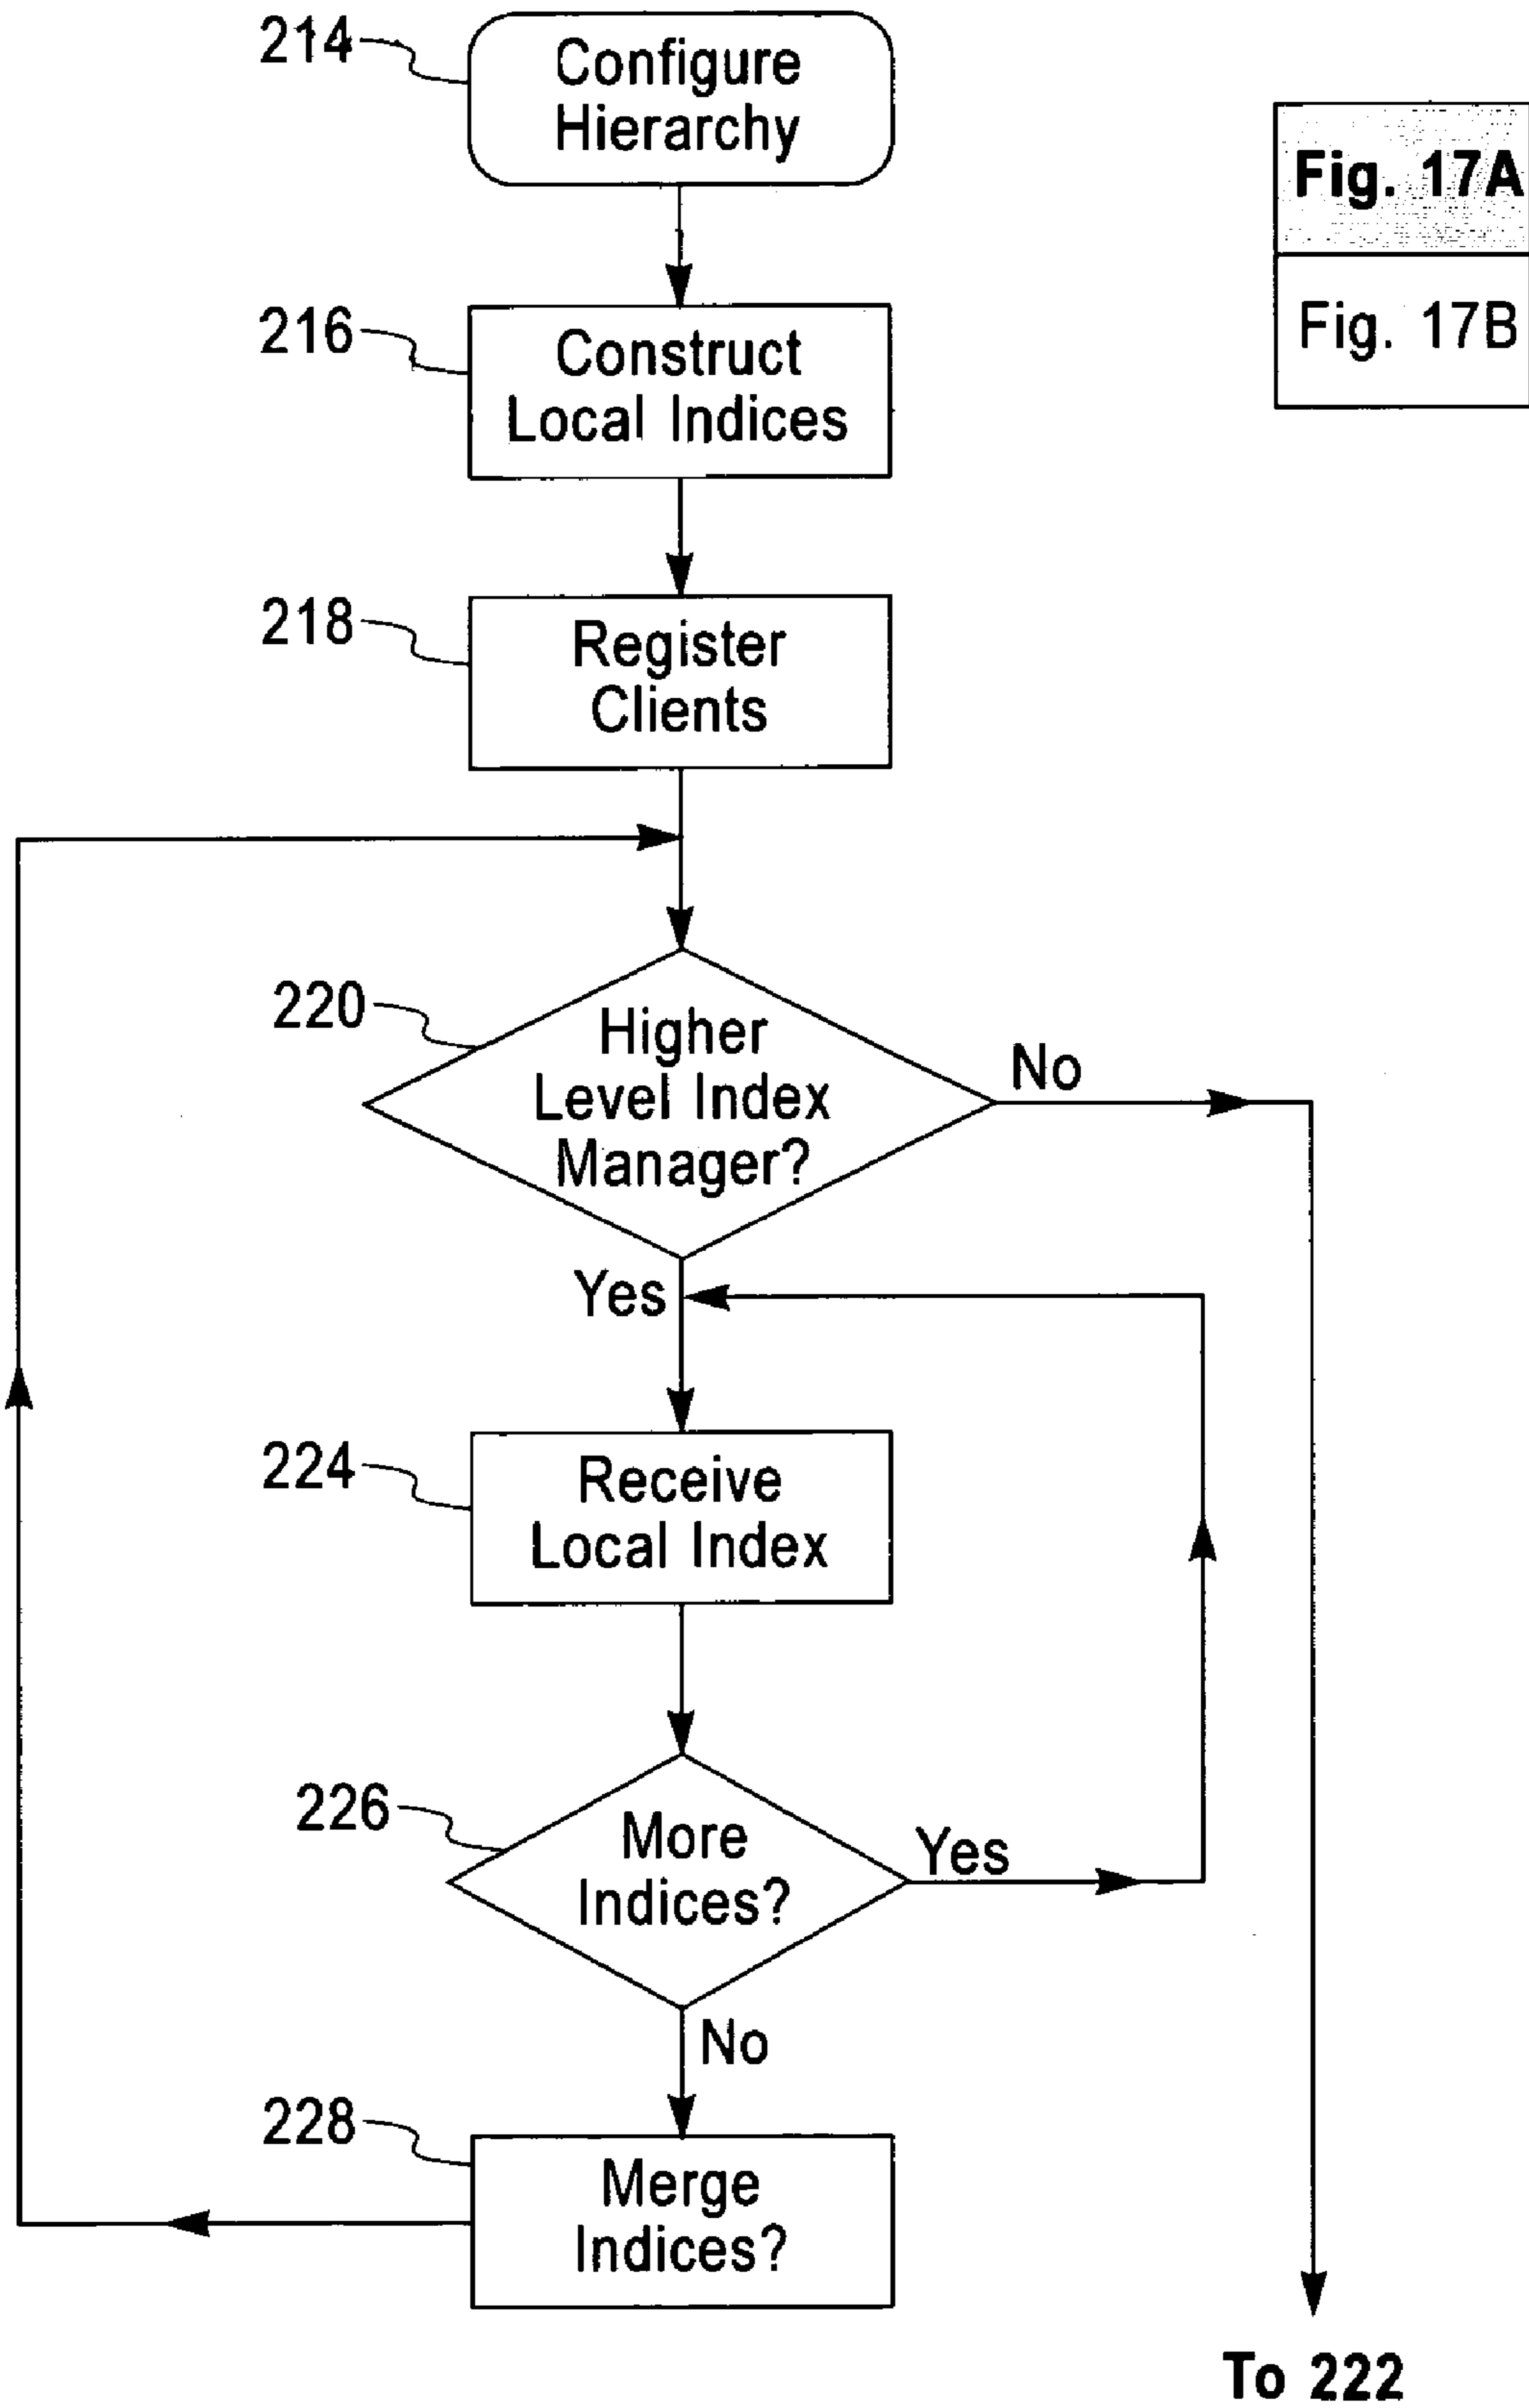 214
Configure
Hierarchy
Fig. 17A
Fig. 17B
216
Construct
Local Indices
218
Register
Clients
220
Higher
Level Index
Manager?
No
Yes
224
Receive
Local Index
226
More
Indices?
Yes
No
228
Merge
Indices?
To 222